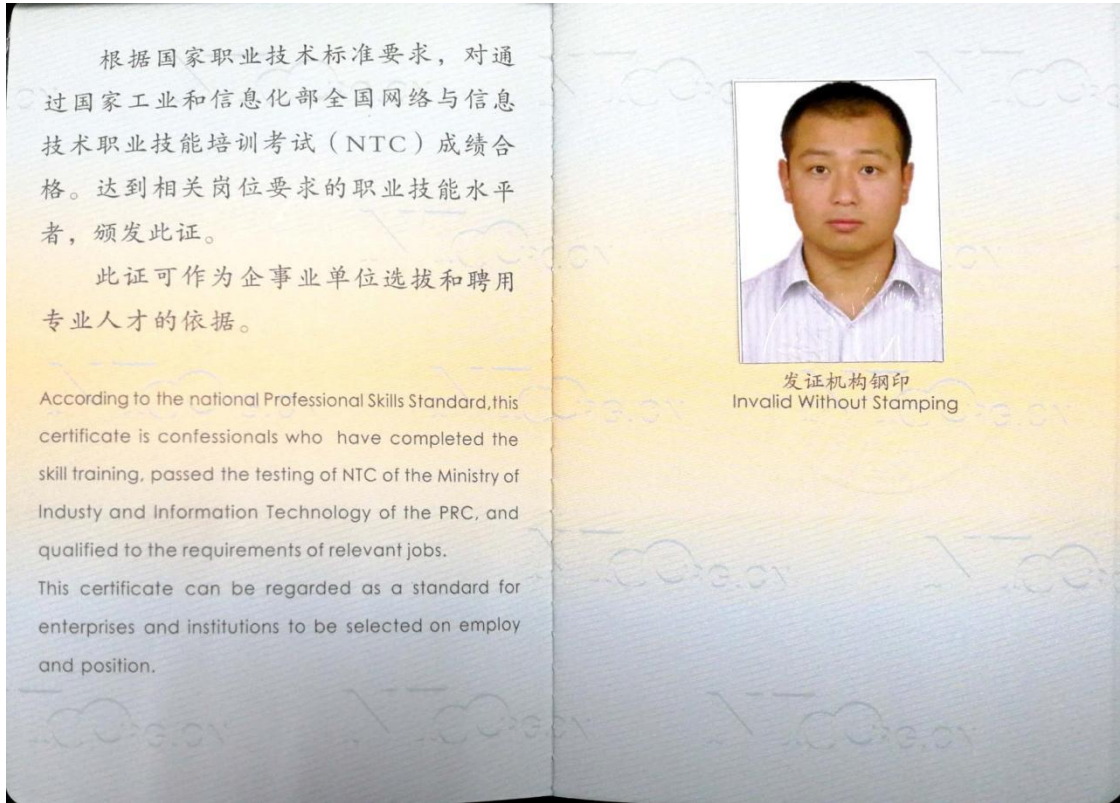 根据国家职业技术标准要求，对通
过国家工业和信息化部全国网络与信息
技术职业技能培训考试（NTC）成绩合
格。达到相关岗位要求的职业技能水平
者，颁发此证。
此证可作为企事业单位选拔和聘用
专业人才的依据。
According to the national Professional Skills Standard,this
certificate is confessionals who have completed the
skill training, passed the testing of NTC of the Ministry of
Industy and Information Technology of the PRC, and
qualified to the requirements of relevant jobs.
This certificate can be regarded as a standard for
enterprises and institutions to be selected on employ
and position.
发证机构钢印
Invalid Without Stamping